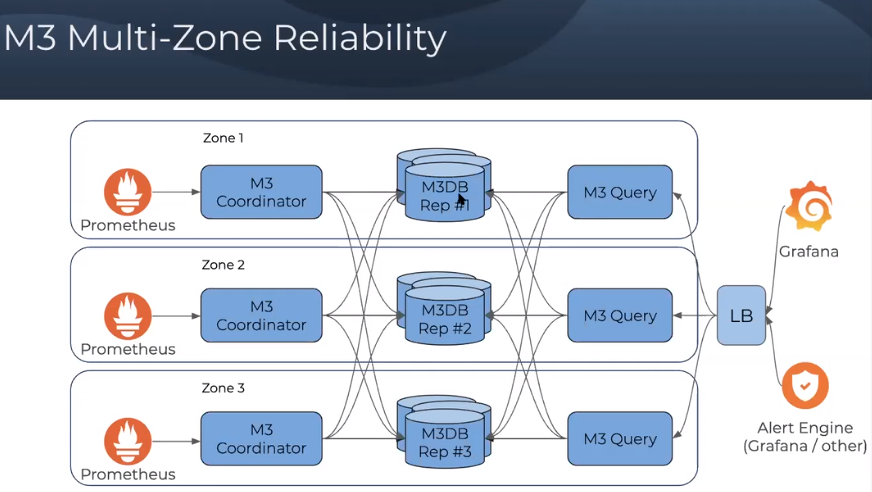 M3 Multi-Zone Reliability
Zone 1
Prometheus
M3
Coordinator
M3DB
Rep #1
M3 Query
Zone 2
Prometheus
M3
Coordinator
M3DB
Rep #2
M3 Query
Zone 3
Prometheus
M3
Coordinator
M3DB
Rep #3
M3 Query
LB
Grafana
Alert Engine
(Grafana / other)